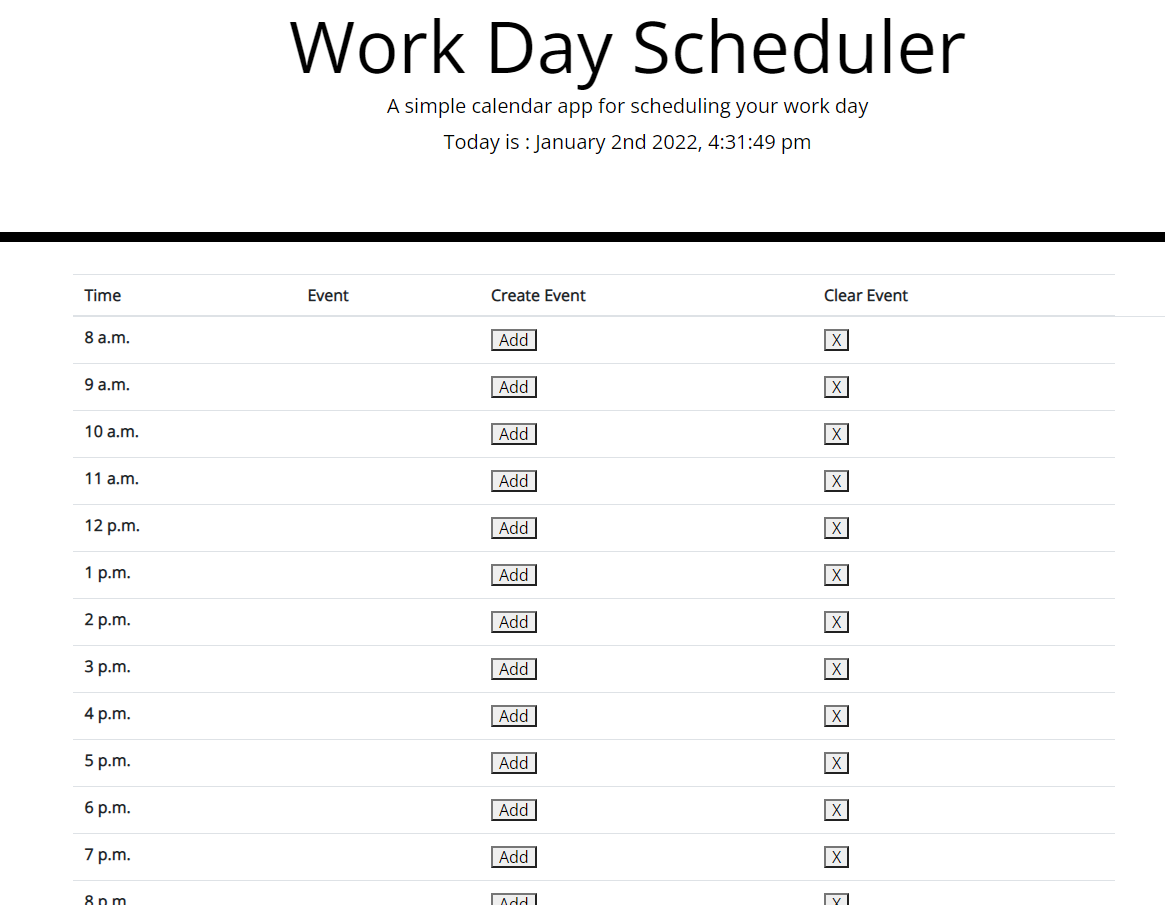 Work Day Scheduler
A simple calendar app for scheduling your work day
Today is : January 2nd 2022, 4:31:49 pm
Time Event Create Event Clear Event
8 a.m. Add X
9 a.m. Add X
10 a.m. Add X
11 a.m. Add X
12 p.m. Add X
1 p.m. Add X
2 p.m. Add X
3 p.m. Add X
4 p.m. Add X
5 p.m. Add X
6 p.m. Add X
7 p.m. Add X
8 p.m. Add X